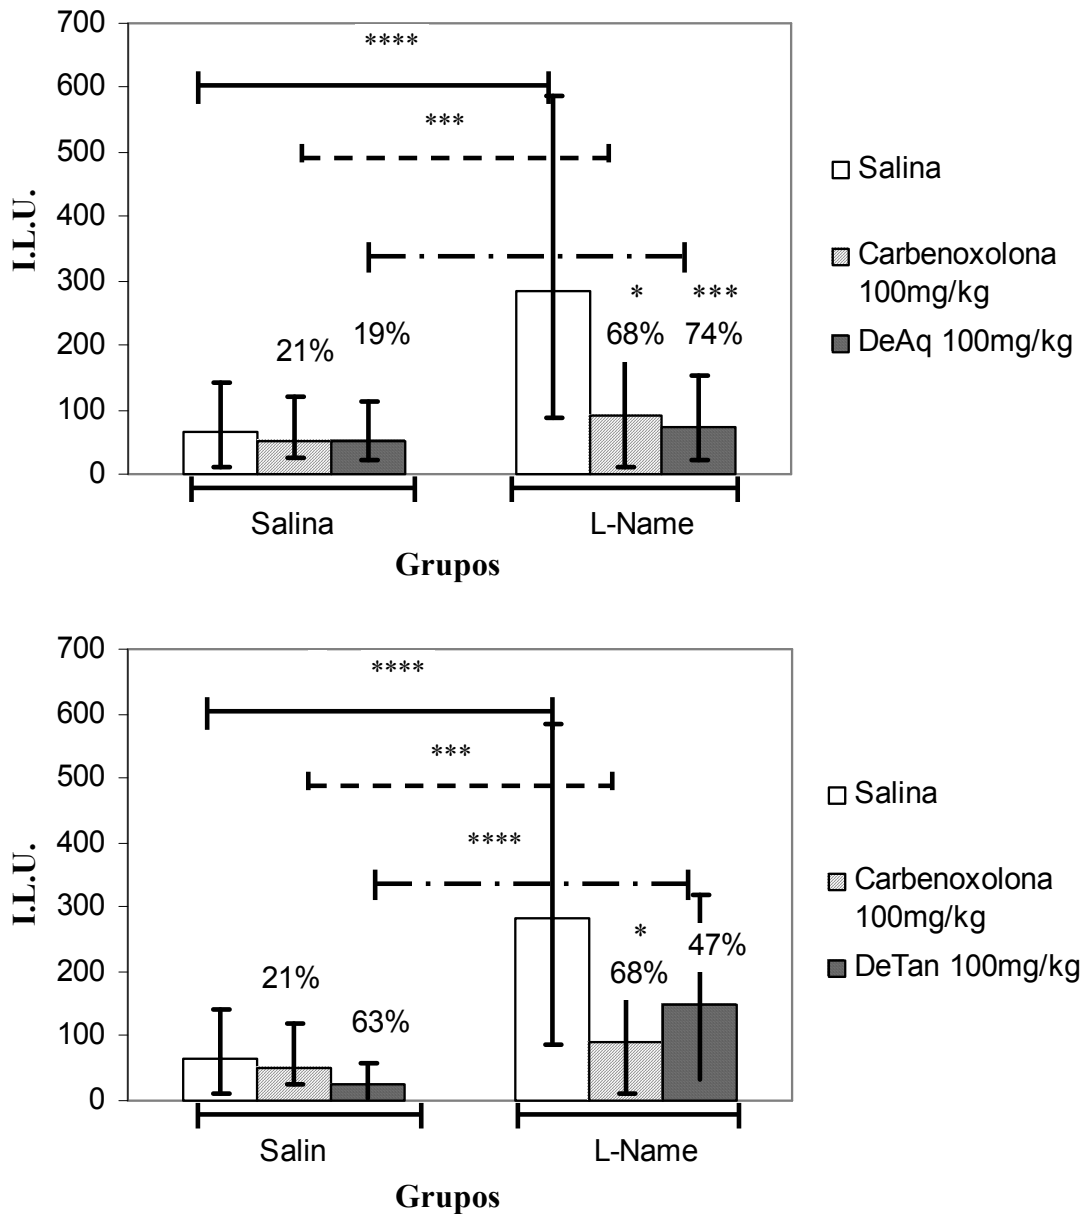 700
****
600
***
500
400
300
200
100
0
I.L.U.
* ***
68% 74%
21% 19%
Salina L-Name
Grupos
Salina
Carbenoxolona
100mg/kg
DeAq 100mg/kg
700
****
600
***
500
****
400
300
200
100
0
I.L.U.
* 47%
68%
21%
63%
Salin L-Name
Grupos
Salina
Carbenoxolona
100mg/kg
DeTan 100mg/kg